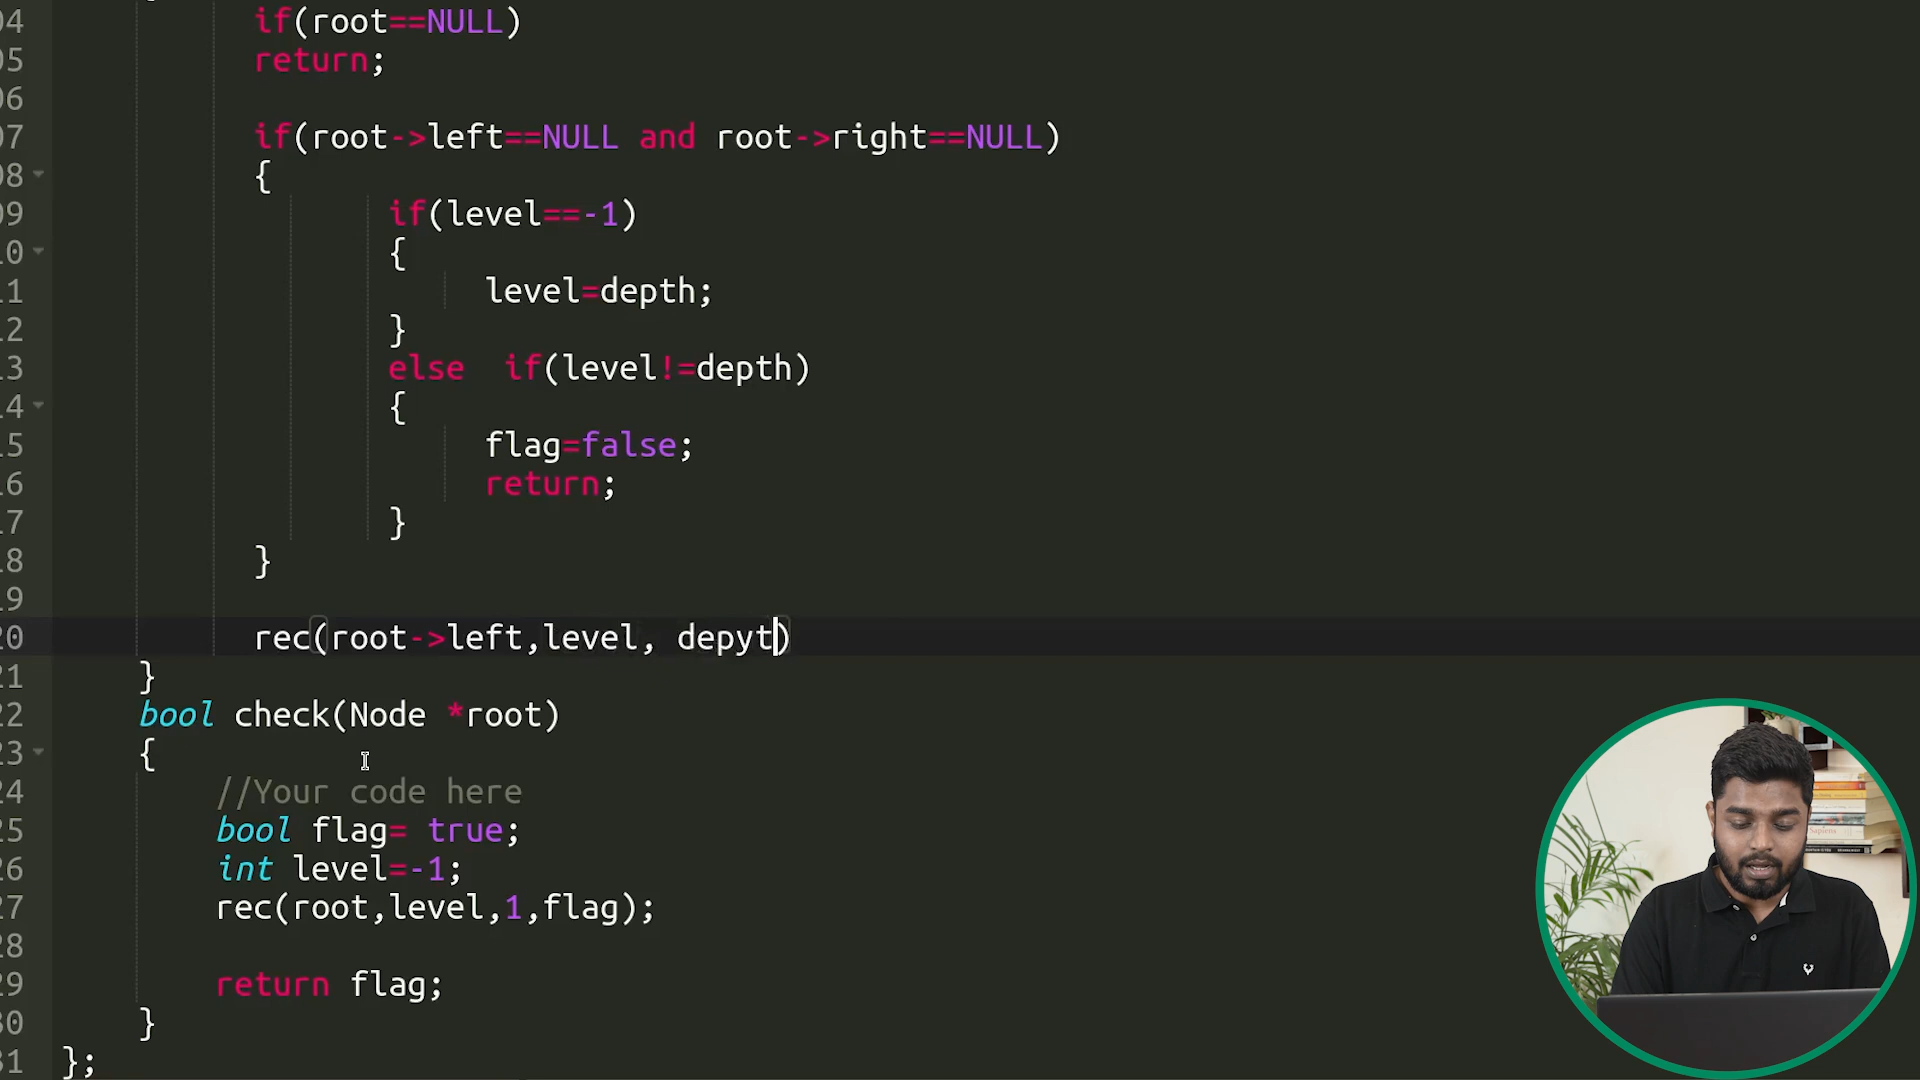 04 if(root==NULL)
05 return;
06
07 if(root->left==NULL and root->right==NULL)
08 {
09 if(level==-1)
10 {
11 level=depth;
12 }
13 else  if(level!=depth)
14 {
15 flag=false;
16 return;
17 }
18 }
19
20 rec(root->left,level, depyt)
21 }
22 bool check(Node *root)
23 {
24 //Your code here
25 bool flag= true;
26 int level=-1;
27 rec(root,level,1,flag);
28
29 return flag;
30 }
31 };